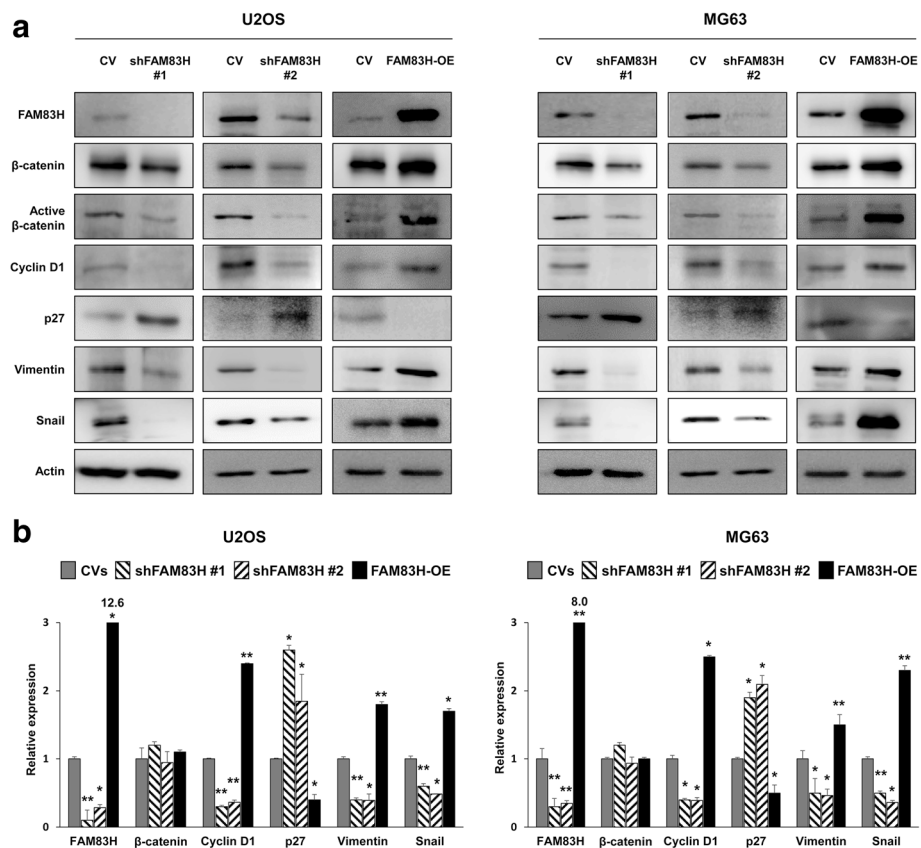 a
U2OS
MG63
CV shFAM83H #1 CV shFAM83H #2 CV FAM83H-OE
CV shFAM83H #1 CV shFAM83H #2 CV FAM83H-OE
FAM83H
β-catenin
Active
β-catenin
Cyclin D1
p27
Vimentin
Snail
Actin
b
U2OS
CVs shFAM83H #1 shFAM83H #2 FAM83H-OE
12.6
* ** * * ** *
3
2
1
0
Relative expression
** * ** ** * ** * ** *
FAM83H β-catenin Cyclin D1 p27 Vimentin Snail
MG63
CVs shFAM83H #1 shFAM83H #2 FAM83H-OE
8.0
** * * * ** **
3
2
1
0
Relative expression
** ** * * * * * ** *
FAM83H β-catenin Cyclin D1 p27 Vimentin Snail